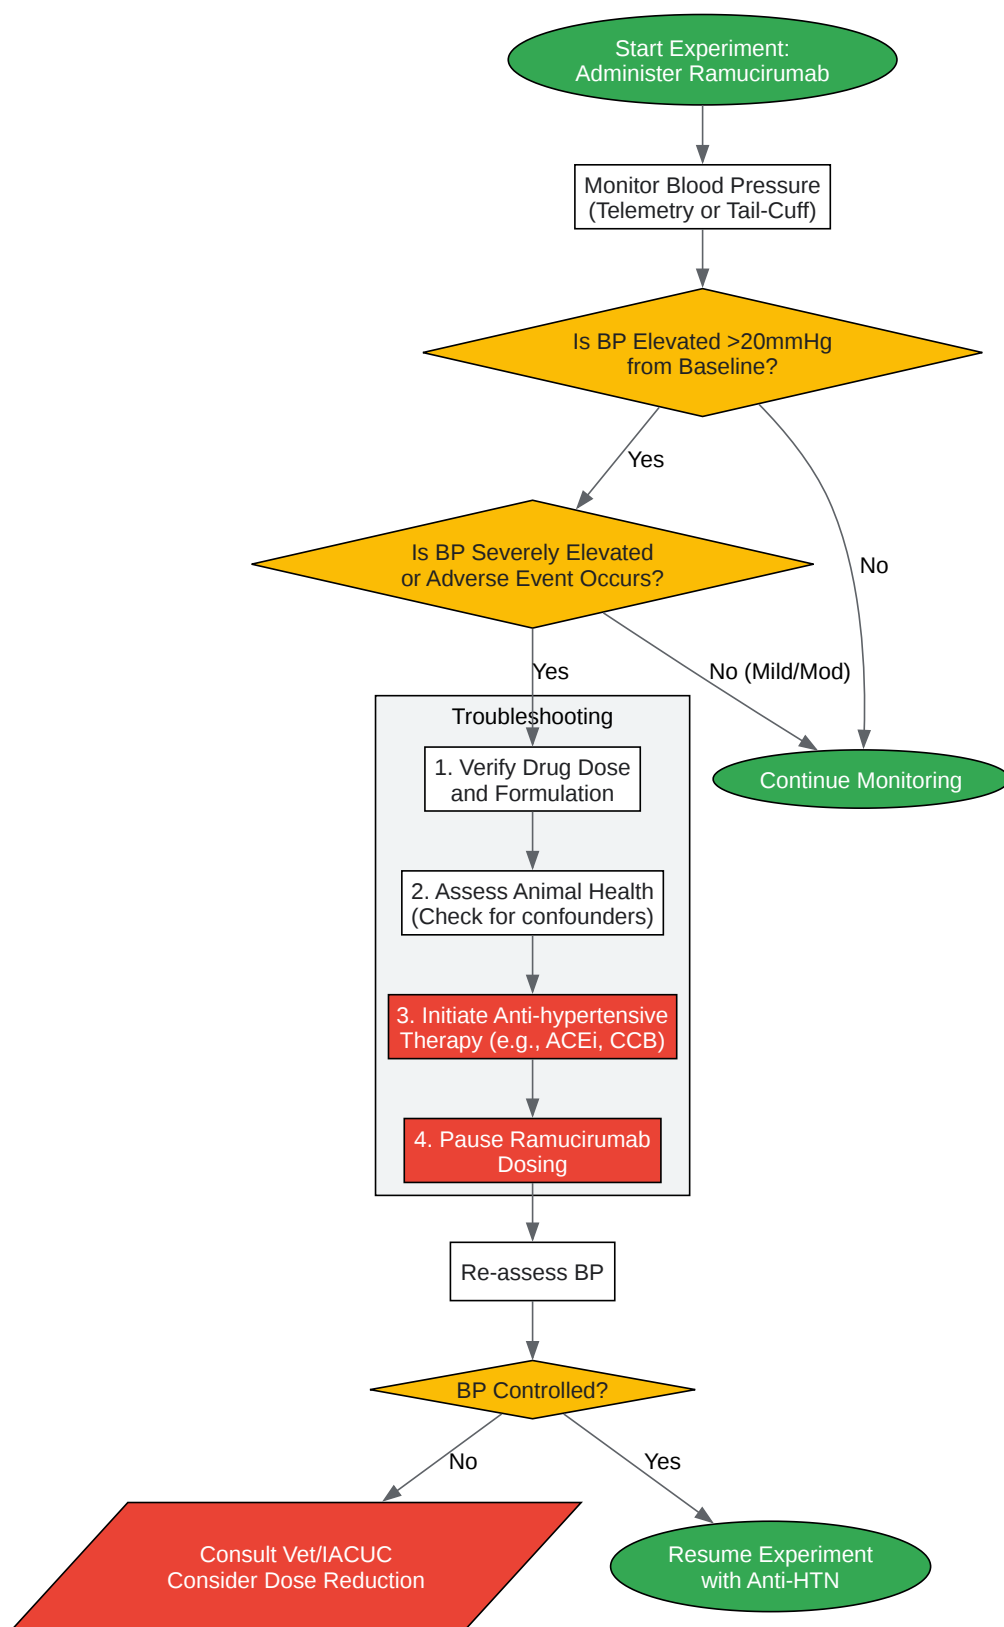 Start Experiment:
Administer Ramucirumab
Monitor Blood Pressure
(Telemetry or Tail-Cuff)
Is BP Elevated >20mmHg
from Baseline?
Yes
No
Is BP Severely Elevated
or Adverse Event Occurs?
Yes
No (Mild/Mod)
Troubleshooting
1. Verify Drug Dose
and Formulation
Continue Monitoring
2. Assess Animal Health
(Check for confounders)
3. Initiate Anti-hypertensive
Therapy (e.g., ACEi, CCB)
4. Pause Ramucirumab
Dosing
Re-assess BP
BP Controlled?
No
Yes
Consult Vet/IACUC
Consider Dose Reduction
Resume Experiment
with Anti-HTN